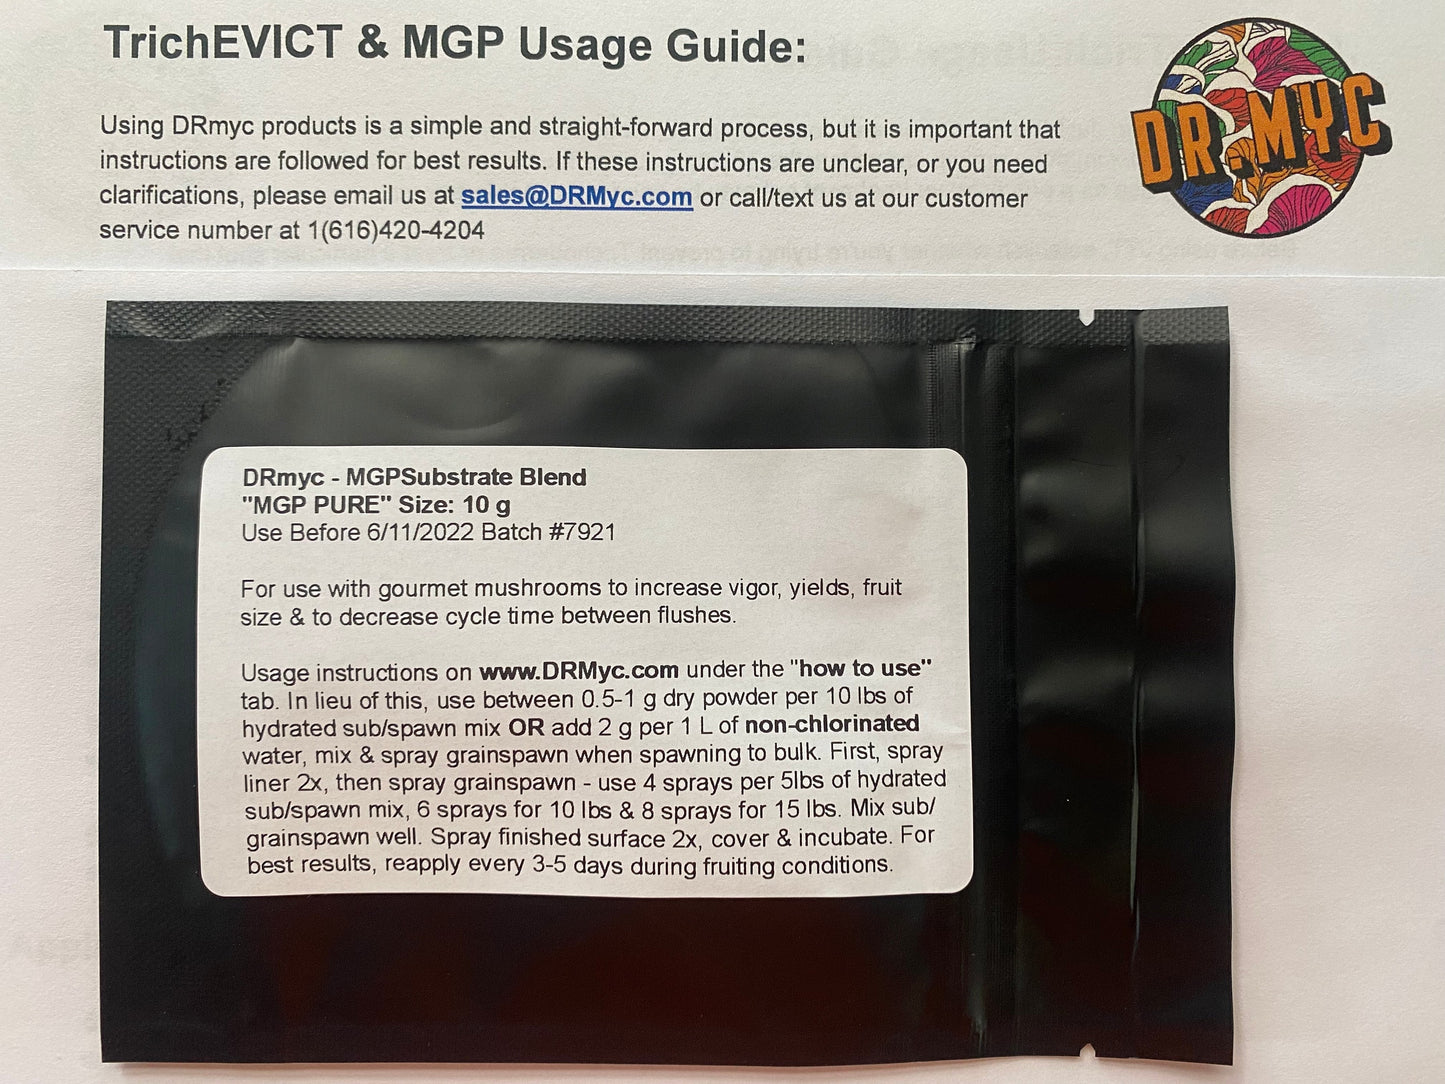 TrichEVICT & MGP Usage Guide:
DR.MYC
Using DRmyc products is a simple and straight-forward process, but it is important that
instructions are followed for best results. If these instructions are unclear, or you need
clarifications, please email us at sales@DRMyc.com or call/text us at our customer
service number at 1(616)420-4204
DRmyc - MGPSubstrate Blend
"MGP PURE" Size: 10 g
Use Before 6/11/2022 Batch #7921
For use with gourmet mushrooms to increase vigor, yields, fruit
size & to decrease cycle time between flushes.
Usage instructions on www.DRMyc.com under the "how to use"
tab. In lieu of this, use between 0.5-1 g dry powder per 10 lbs of
hydrated sub/spawn mix OR add 2 g per 1 L of non-chlorinated
water, mix & spray grainspawn when spawning to bulk. First, spray
liner 2x, then spray grainspawn - use 4 sprays per 5lbs of hydrated
sub/spawn mix, 6 sprays for 10 lbs & 8 sprays for 15 lbs. Mix sub/
grainspawn well. Spray finished surface 2x, cover & incubate. For
best results, reapply every 3-5 days during fruiting conditions.